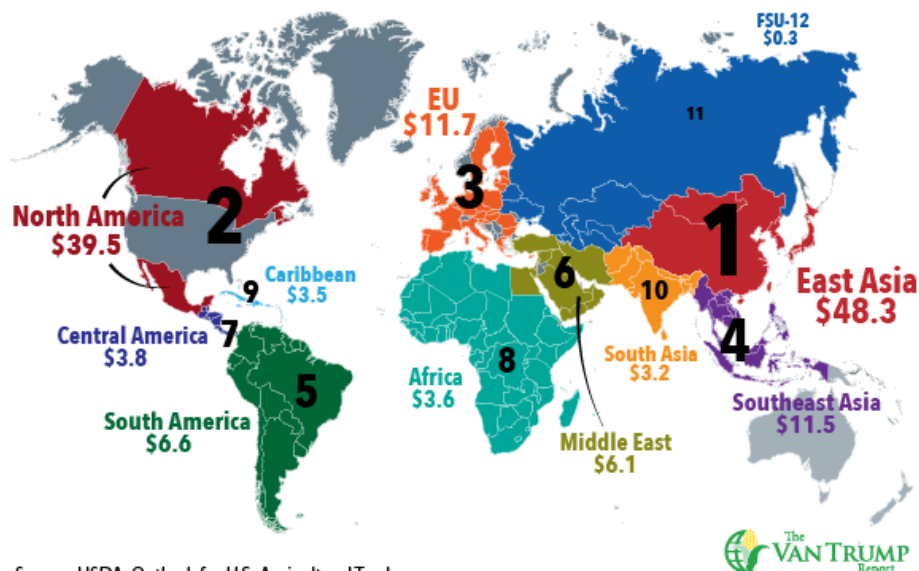 FSU-12
$0.3
11
EU
$11.7
3
2
North America
$39.5
1
East Asia
$48.3
6
10
9
Caribbean
$3.5
7
Central America
$3.8
4
South Asia
$3.2
8
Africa
$3.6
5
South America
$6.6
Southeast Asia
$11.5
Middle East
$6.1
The
VAN TRUMP
Report